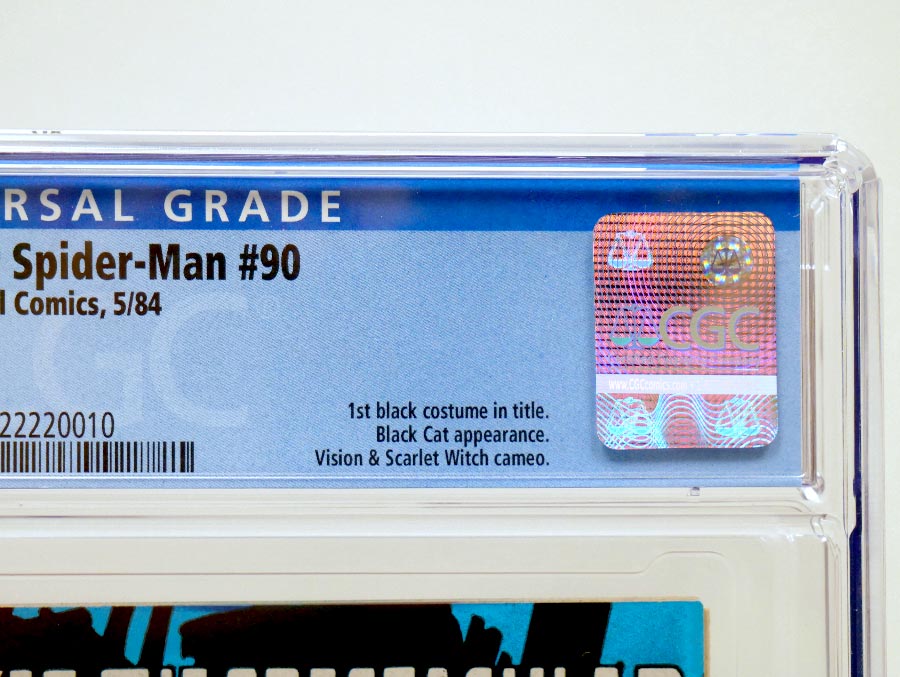 RSAL GRADE
Spider-Man #90
l Comics, 5/84
22220010
1st black costume in title.
Black Cat appearance.
Vision & Scarlet Witch cameo.
CGC
www.CGCcomics.com